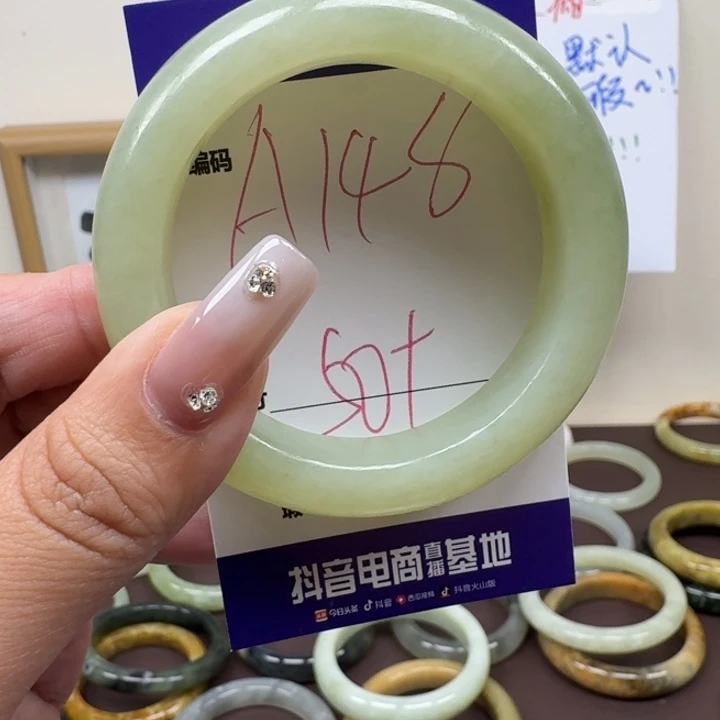 默认
编码
A148
50+
抖音电商直播基地
今日头条 抖音 西瓜视频 抖音火山版